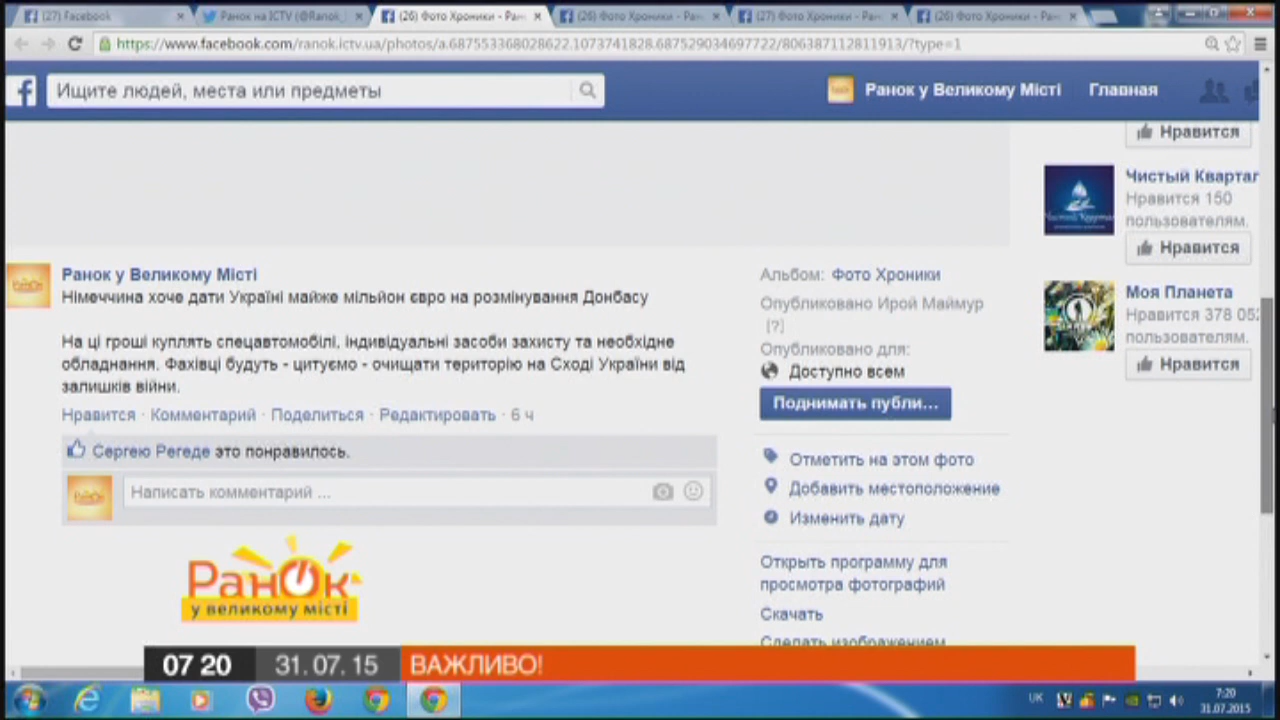 (27) Facebook
Ранок на ICTV (@Ranok_
(26) Фото Хроники - Ран
(26) Фото Хроники - Ран
(27) Фото Хроники - Ран
(26) Фото Хроники - Ран
https://www.facebook.com/ranok.ictv.ua/photos/a.687553368028622.1073741828.687529034697722/806387112811913/?type=1
Ищите людей, места или предметы
Ранок у Великому Місті
Главная
Нравится
Чистый Квартал
Нравится 150
пользователям.
Нравится
Моя Планета
Нравится 378 052
пользователям.
Нравится
Ранок у Великому Місті
Німеччина хоче дати Україні майже мільйон євро на розмінування Донбасу
На ці гроші куплять спецавтомобілі, індивідуальні засоби захисту та необхідне
обладнання. Фахівці будуть - цитуємо - очищати територію на Сході України від
залишків війни.
Нравится · Комментарий · Поделиться · Редактировать · 6 ч
Сергею Регеде это понравилось.
Написать комментарий ...
Альбом: Фото Хроники
Опубликовано Ирой Маймур
[?]
Опубликовано для:
Доступно всем
Поднимать публи...
Отметить на этом фото
Добавить местоположение
Изменить дату
Открыть программу для
просмотра фотографий
Скачать
Сделать изображением
Ранок
у великому місті
07 20 31. 07. 15 ВАЖЛИВО!
UK
7:20
31.07.2015